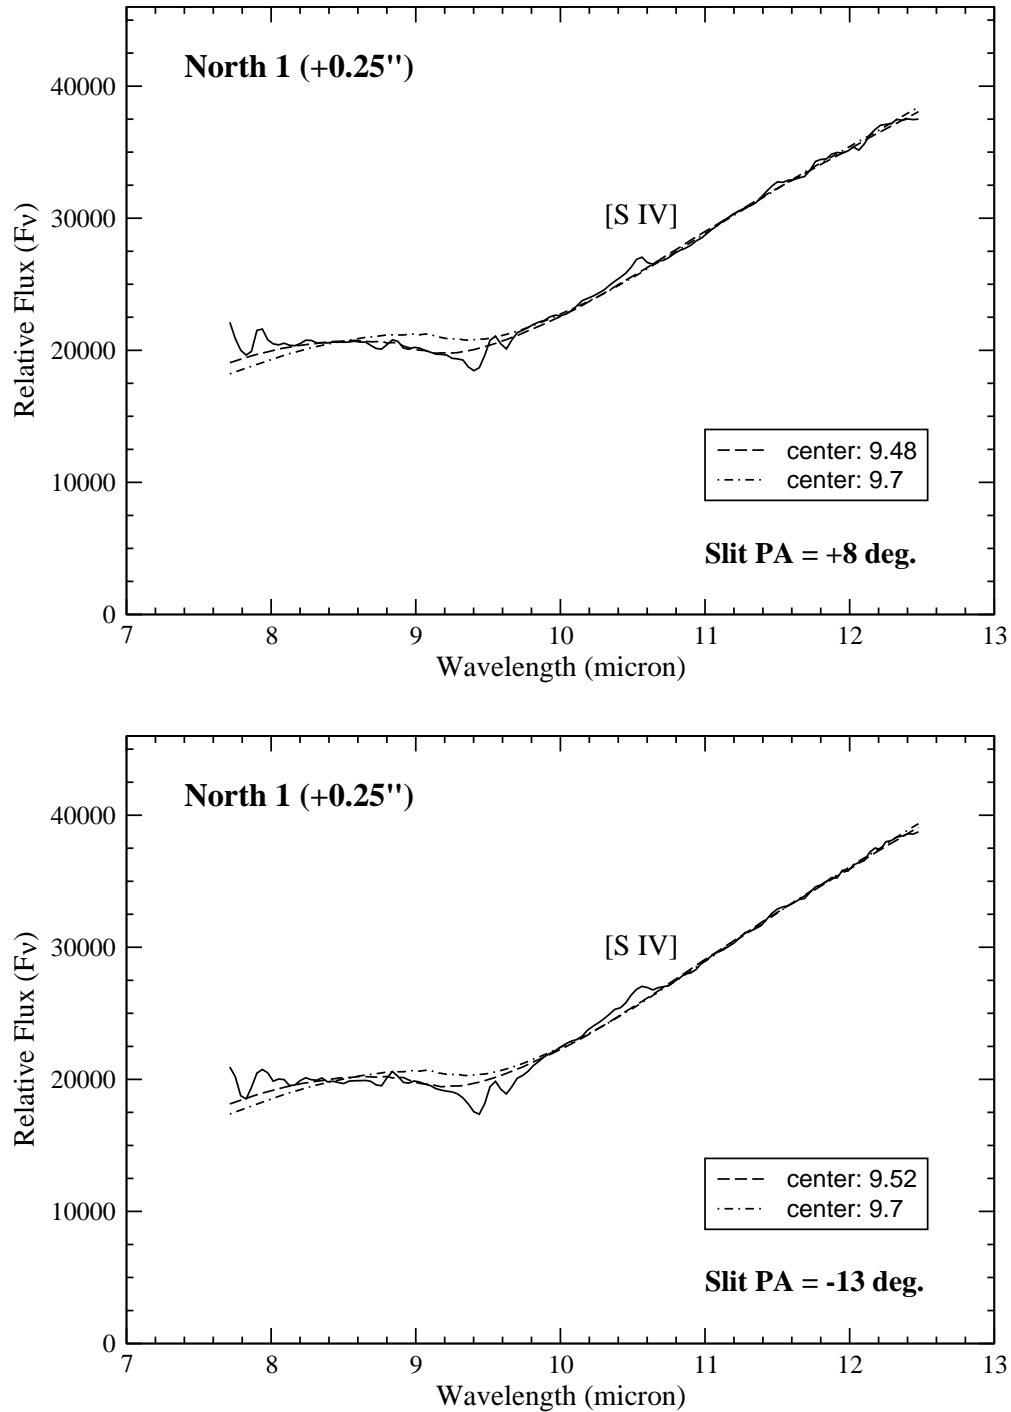 North 1 (+0.25")
40000
30000
20000
10000
0
Relative Flux (Fν)
[S IV]
center: 9.48
center: 9.7
Slit PA = +8 deg.
7 8 9 10 11 12 13
Wavelength (micron)
North 1 (+0.25")
40000
30000
20000
10000
0
Relative Flux (Fν)
[S IV]
center: 9.52
center: 9.7
Slit PA = -13 deg.
7 8 9 10 11 12 13
Wavelength (micron)